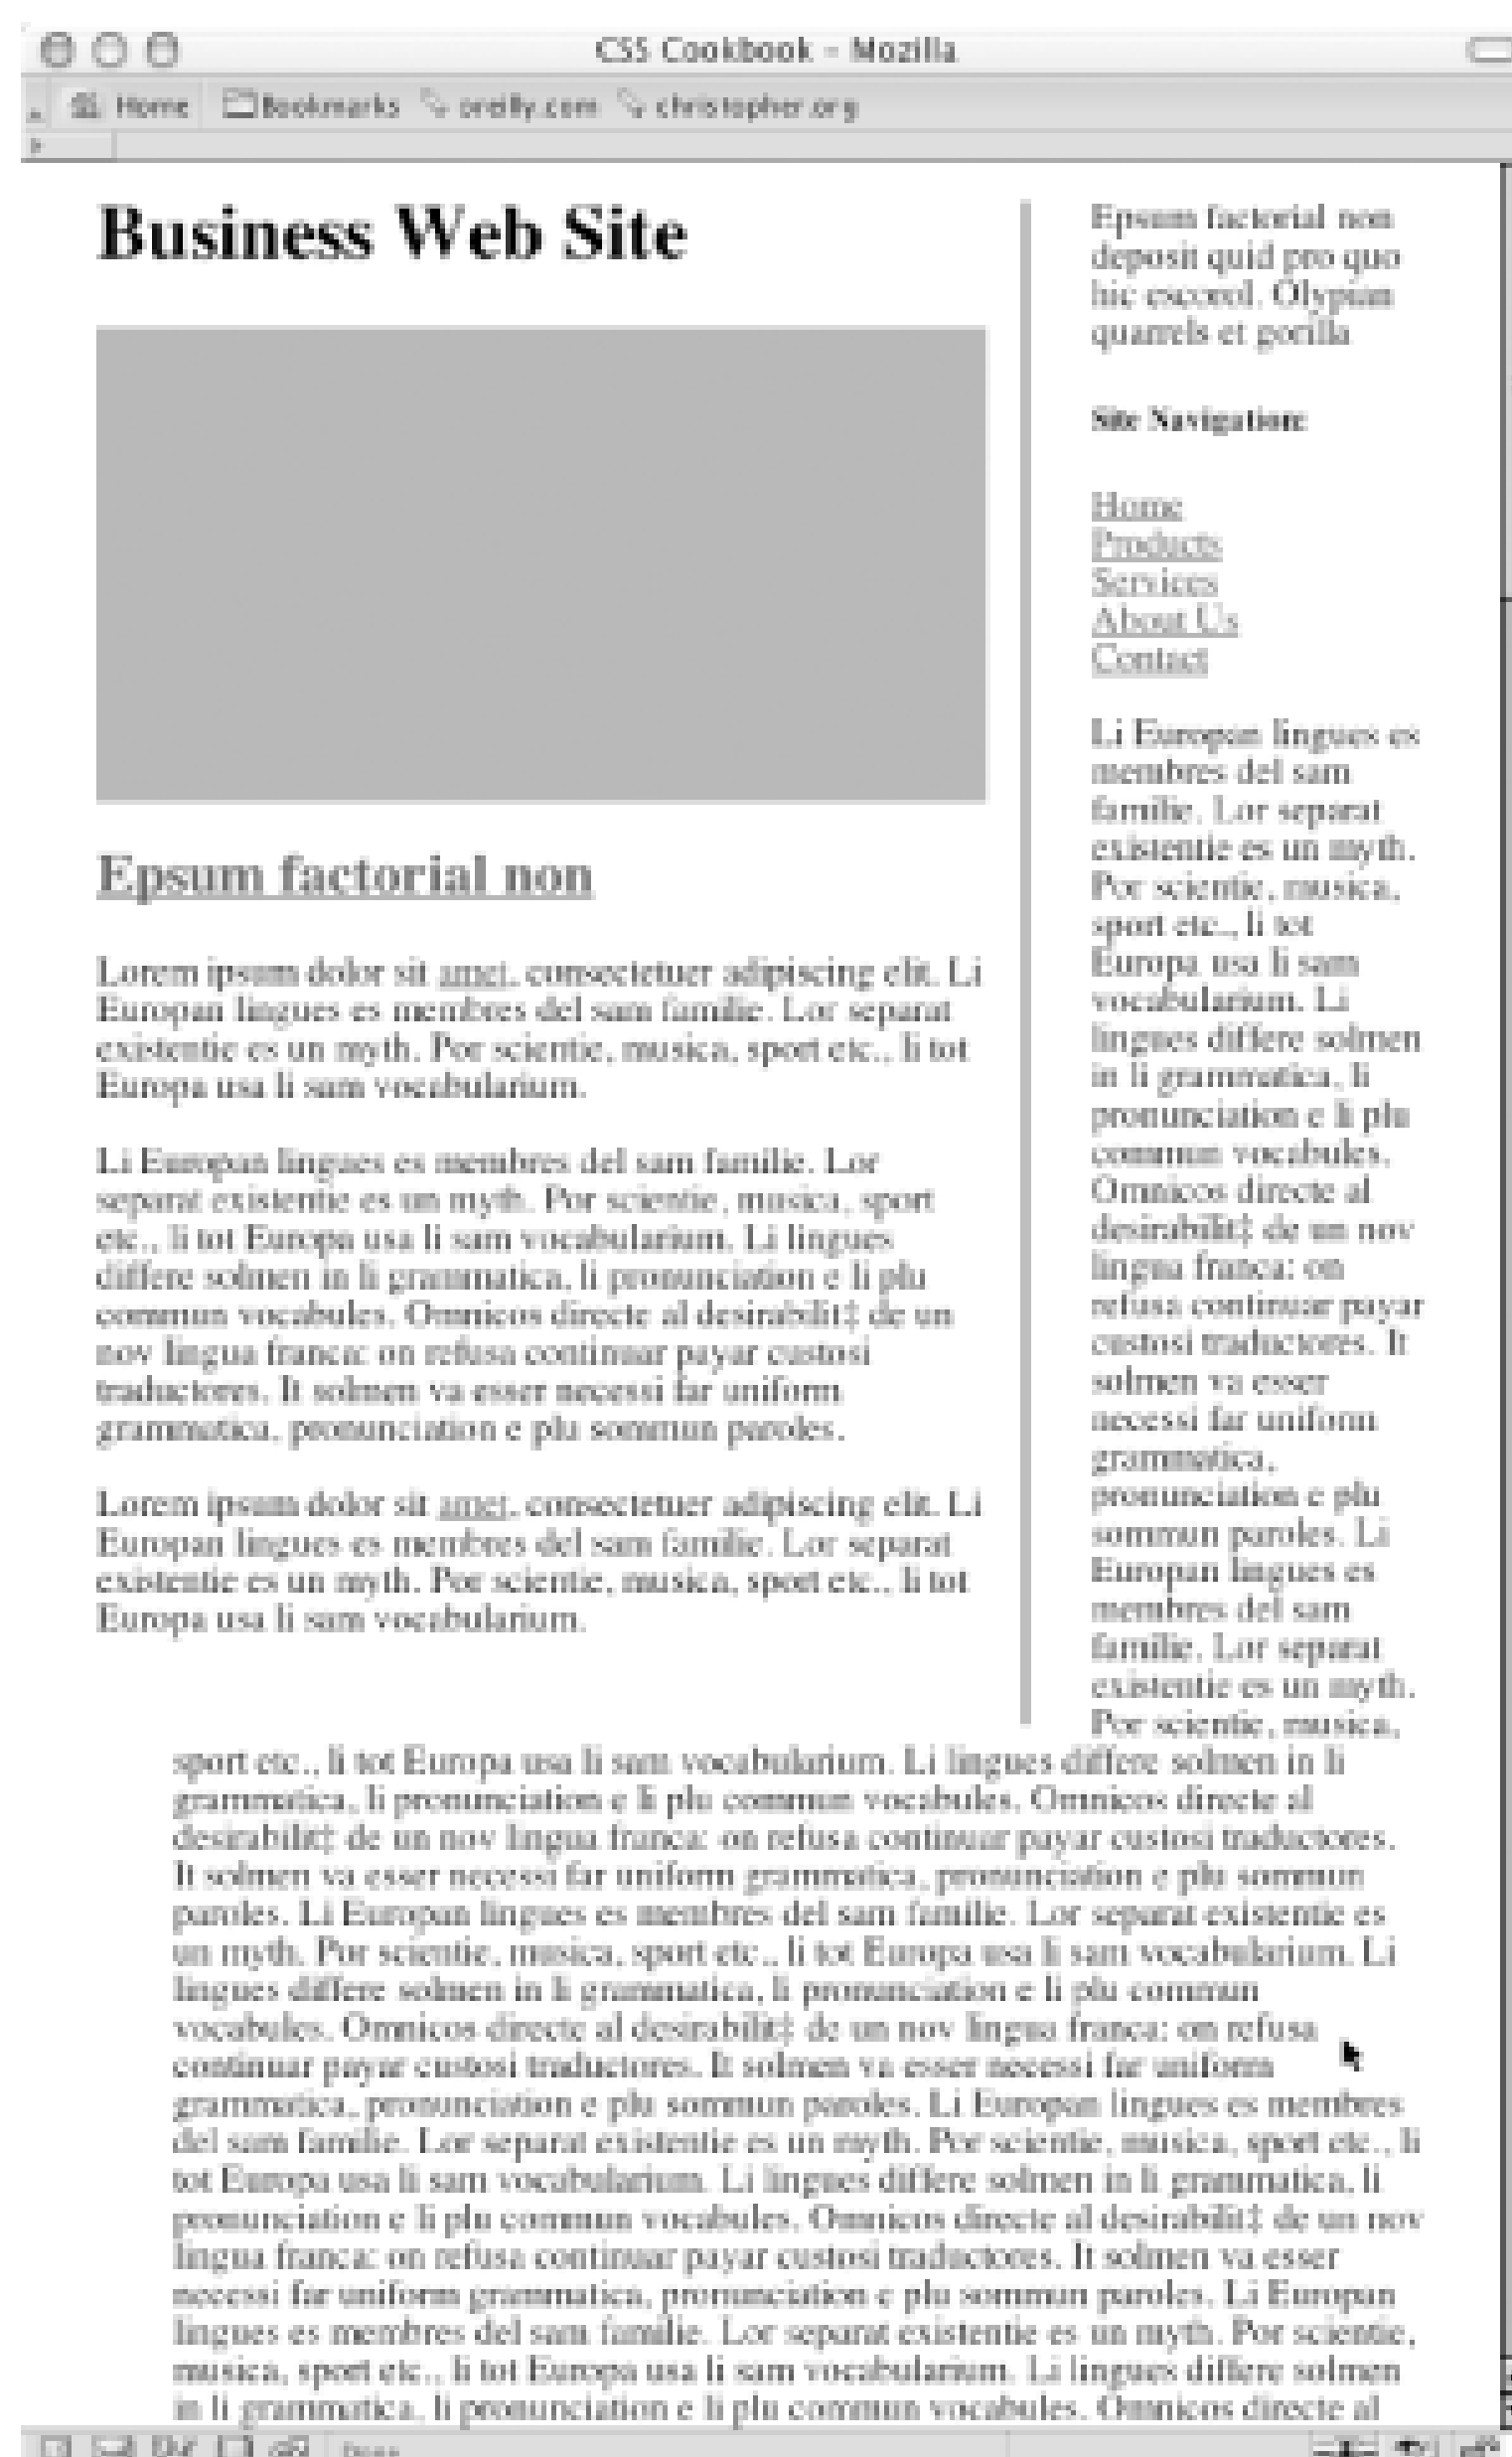 CSS Cookbook - Mozilla
Home Bookmarks oreilly.com christopher.org
Business Web Site
Epsum factorial non
Lorem ipsum dolor sit amet, consectetuer adipiscing elit. Li
Europan lingues es membres del sam familie. Lor separat
existentie es un myth. Por scientie, musica, sport etc., li tot
Europa usa li sam vocabularium.
Li Europan lingues es membres del sam familie. Lor
separat existentie es un myth. Por scientie, musica, sport
etc., li tot Europa usa li sam vocabularium. Li lingues
differe solmen in li grammatica, li pronunciation e li plu
commun vocabules. Omnicos directe al desirabilit‡ de un
nov lingua franca: on refusa continuar payar custosi
traductores. It solmen va esser necessi far uniform
grammatica, pronunciation e plu sommun paroles.
Lorem ipsum dolor sit amet, consectetuer adipiscing elit. Li
Europan lingues es membres del sam familie. Lor separat
existentie es un myth. Por scientie, musica, sport etc., li tot
Europa usa li sam vocabularium.
Epsum factorial non
deposit quid pro quo
hic escorol. Olypian
quarrels et gorilla
Site Navigation:
Home
Products
Services
About Us
Contact
Li Europan lingues es
membres del sam
familie. Lor separat
existentie es un myth.
Por scientie, musica,
sport etc., li tot
Europa usa li sam
vocabularium. Li
lingues differe solmen
in li grammatica, li
pronunciation e li plu
commun vocabules.
Omnicos directe al
desirabilit‡ de un nov
lingua franca: on
refusa continuar payar
custosi traductores. It
solmen va esser
necessi far uniform
grammatica,
pronunciation e plu
sommun paroles. Li
Europan lingues es
membres del sam
familie. Lor separat
existentie es un myth.
Por scientie, musica,
sport etc., li tot Europa usa li sam vocabularium. Li lingues differe solmen in li
grammatica, li pronunciation e li plu commun vocabules. Omnicos directe al
desirabilit‡ de un nov lingua franca: on refusa continuar payar custosi traductores.
It solmen va esser necessi far uniform grammatica, pronunciation e plu sommun
paroles. Li Europan lingues es membres del sam familie. Lor separat existentie es
un myth. Por scientie, musica, sport etc., li tot Europa usa li sam vocabularium. Li
lingues differe solmen in li grammatica, li pronunciation e li plu commun
vocabules. Omnicos directe al desirabilit‡ de un nov lingua franca: on refusa
continuar payar custosi traductores. It solmen va esser necessi far uniform
grammatica, pronunciation e plu sommun paroles. Li Europan lingues es membres
del sam familie. Lor separat existentie es un myth. Por scientie, musica, sport etc., li
tot Europa usa li sam vocabularium. Li lingues differe solmen in li grammatica, li
pronunciation e li plu commun vocabules. Omnicos directe al desirabilit‡ de un nov
lingua franca: on refusa continuar payar custosi traductores. It solmen va esser
necessi far uniform grammatica, pronunciation e plu sommun paroles. Li Europan
lingues es membres del sam familie. Lor separat existentie es un myth. Por scientie,
musica, sport etc., li tot Europa usa li sam vocabularium. Li lingues differe solmen
in li grammatica, li pronunciation e li plu commun vocabules. Omnicos directe al